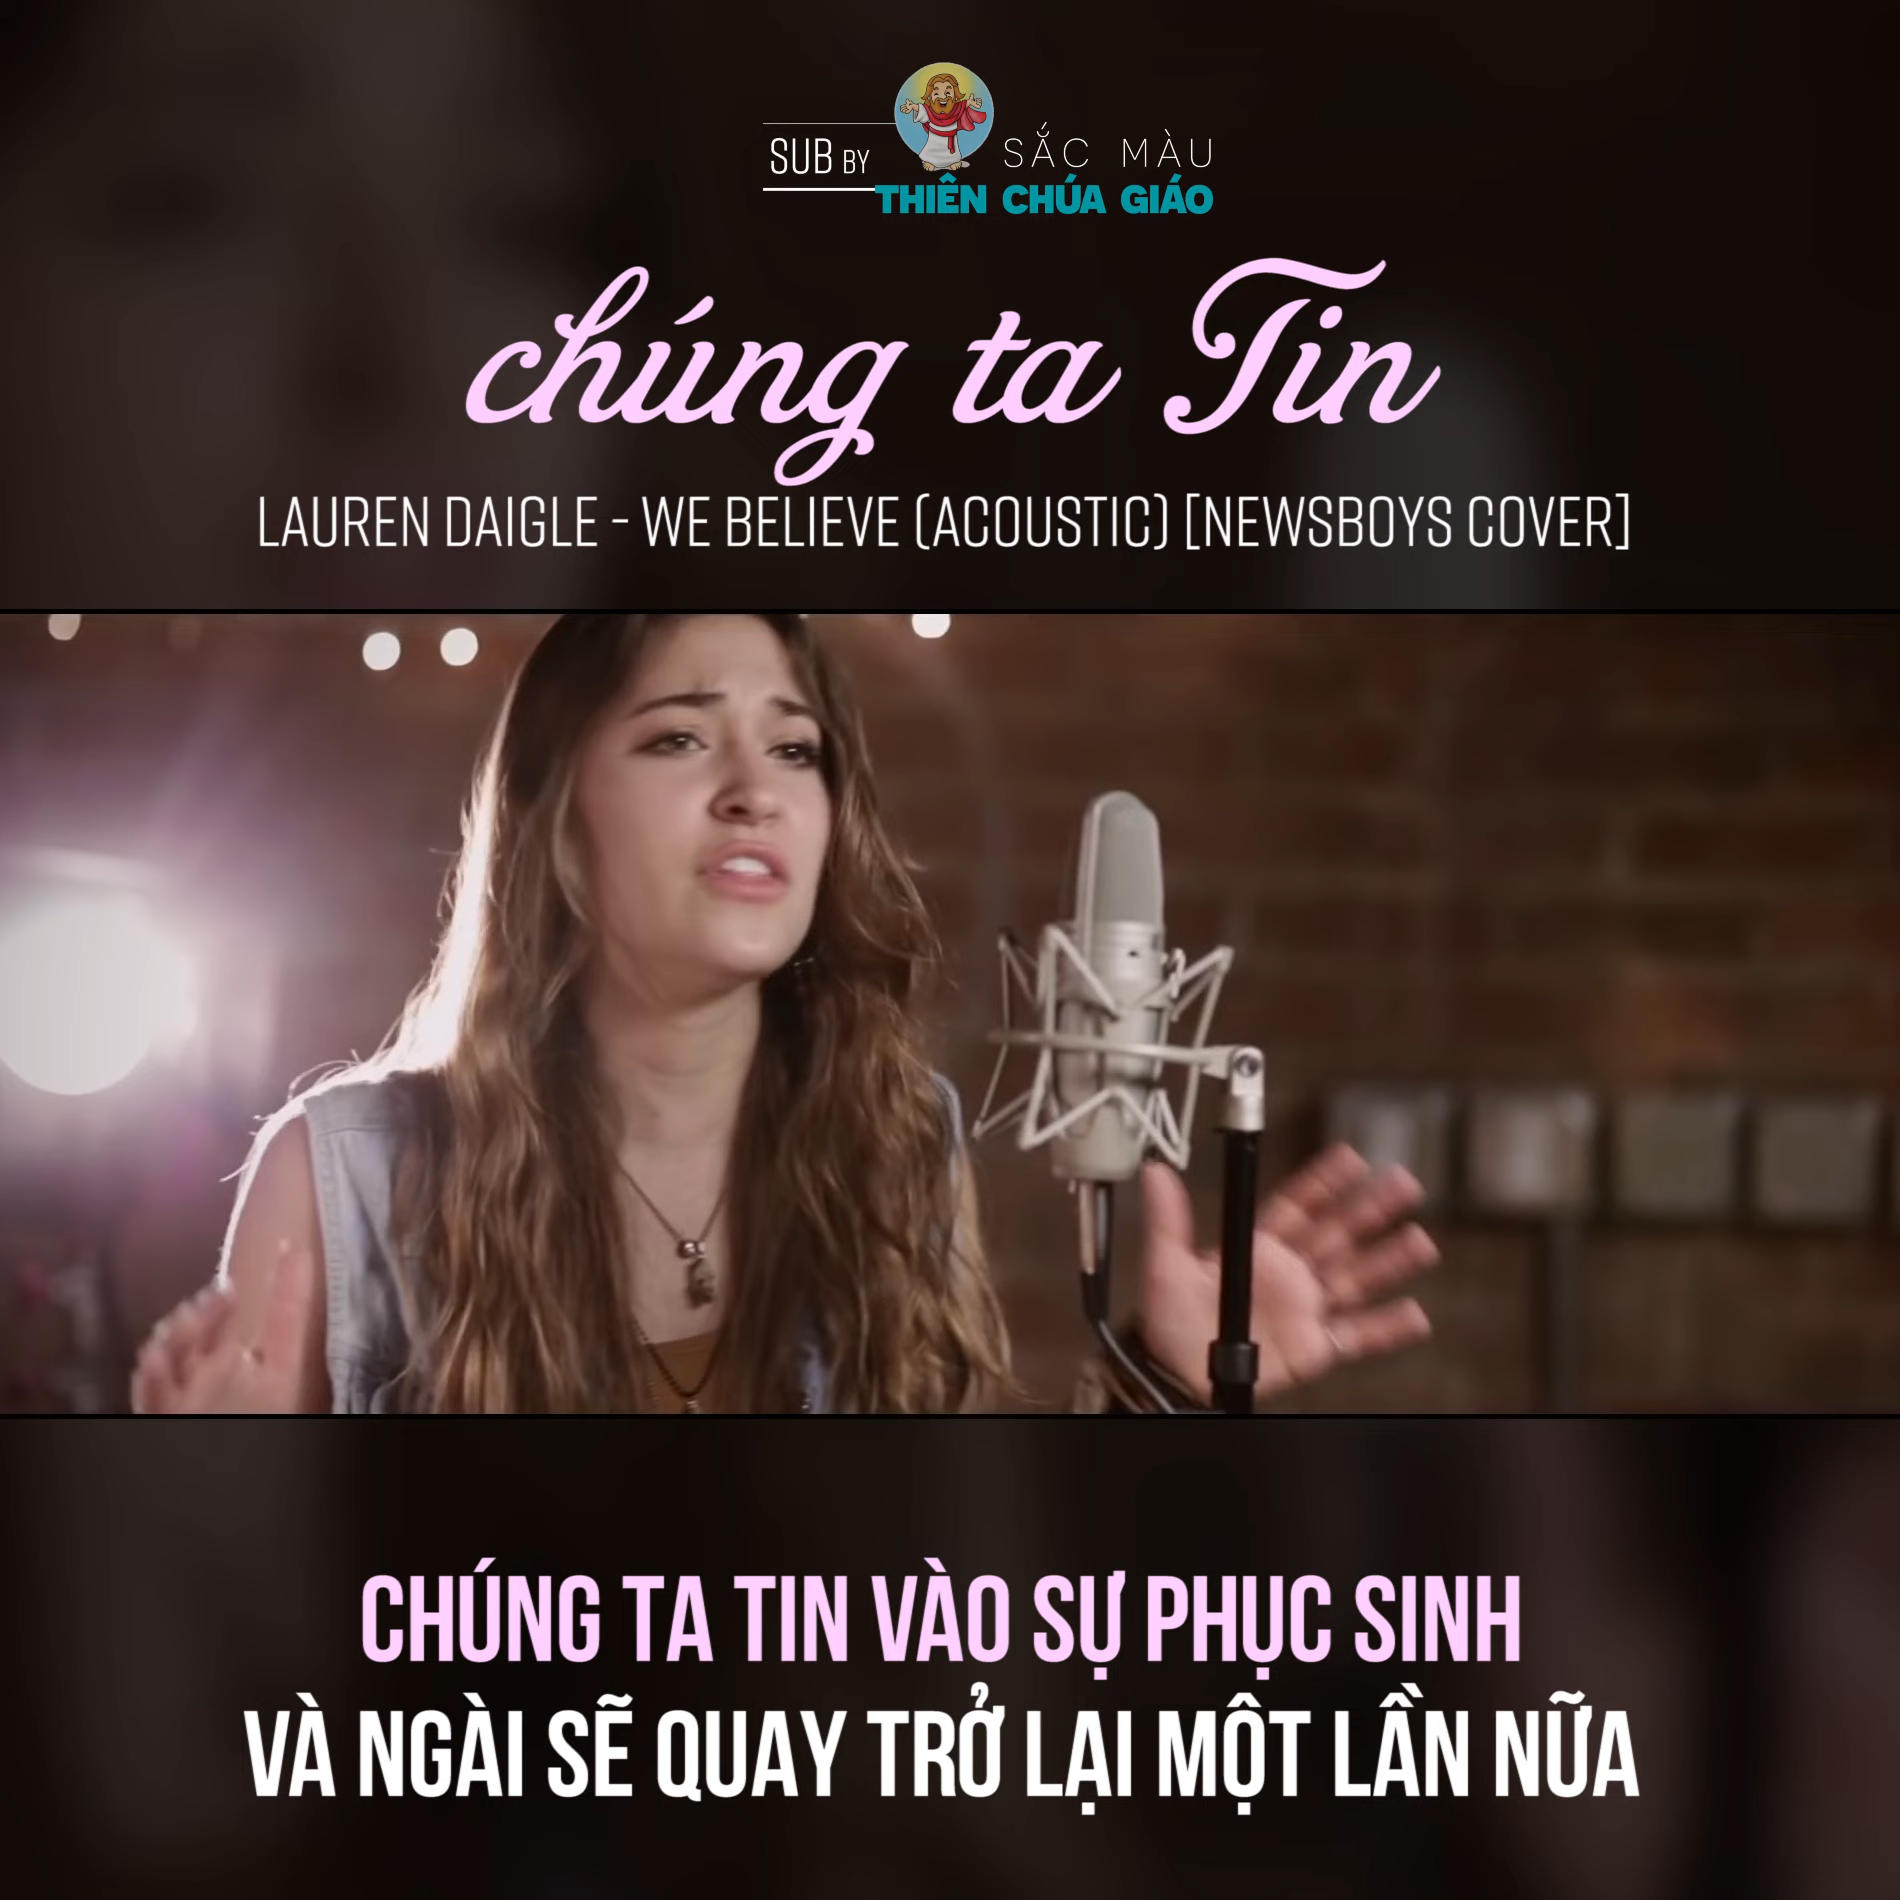 SUB BY SẮC MÀU
THIÊN CHÚA GIÁO
chúng ta Tin
LAUREN DAIGLE - WE BELIEVE (ACOUSTIC) [NEWSBOYS COVER]
CHÚNG TA TIN VÀO SỰ PHỤC SINH
VÀ NGÀI SẼ QUAY TRỞ LẠI MỘT LẦN NỮA